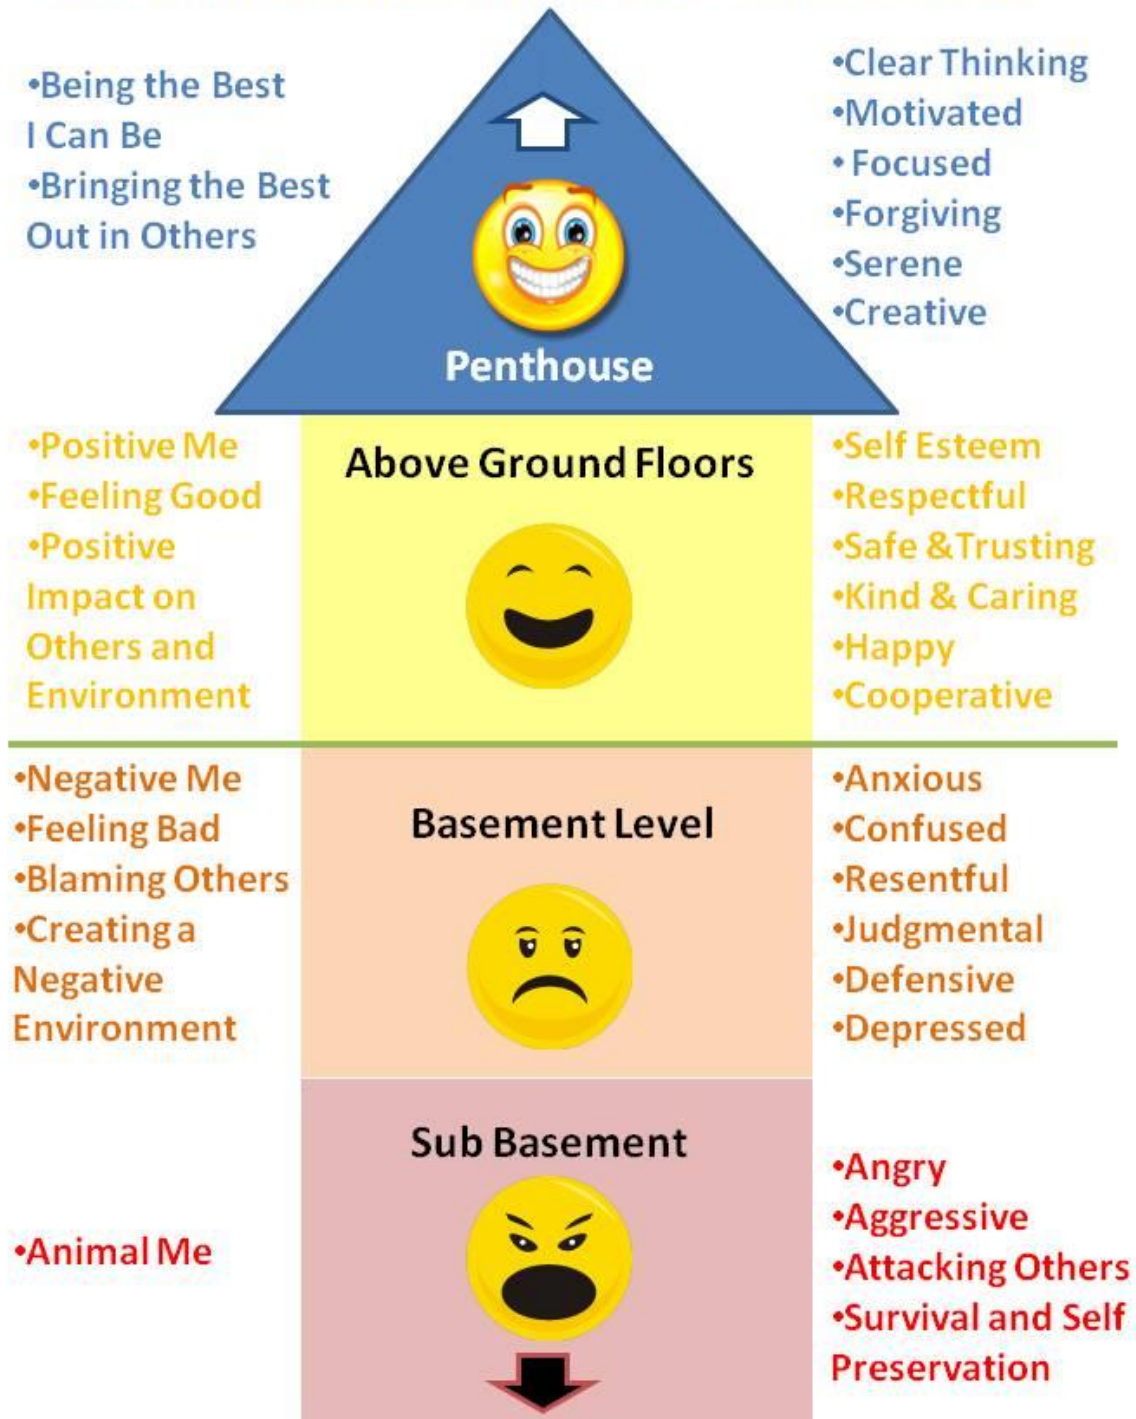 •Being the Best
I Can Be
•Bringing the Best
Out in Others
•Clear Thinking
•Motivated
• Focused
•Forgiving
•Serene
•Creative
Penthouse
•Positive Me
•Feeling Good
•Positive
Impact on
Others and
Environment
Above Ground Floors
•Self Esteem
•Respectful
•Safe &Trusting
•Kind & Caring
•Happy
•Cooperative
•Negative Me
•Feeling Bad
•Blaming Others
•Creating a
Negative
Environment
Basement Level
•Anxious
•Confused
•Resentful
•Judgmental
•Defensive
•Depressed
Sub Basement
•Animal Me
•Angry
•Aggressive
•Attacking Others
•Survival and Self
Preservation